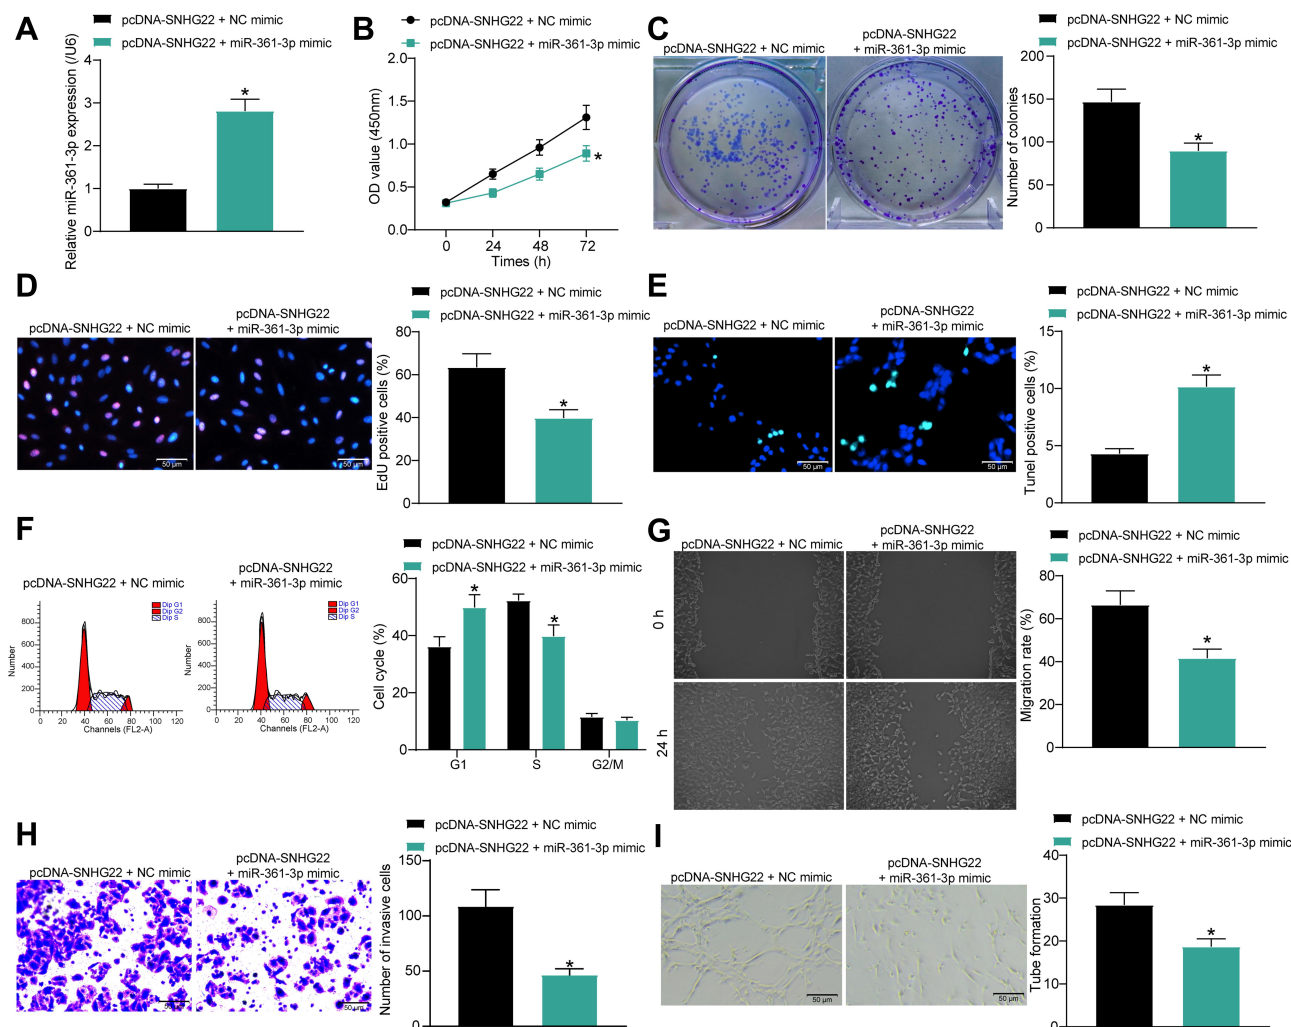 A
pcDNA-SNHG22 + NC mimic
pcDNA-SNHG22 + miR-361-3p mimic
Relative miR-361-3p expression (/U6)
4
3
2
1
0
*
B
pcDNA-SNHG22 + NC mimic
pcDNA-SNHG22 + miR-361-3p mimic
OD value (450nm)
2.0
1.5
1.0
0.5
0.0
*
0 24 48 72
Times (h)
C
pcDNA-SNHG22 + NC mimic
pcDNA-SNHG22
+ miR-361-3p mimic
pcDNA-SNHG22 + NC mimic
pcDNA-SNHG22 + miR-361-3p mimic
Number of colonies
200
150
100
50
0
*
D
pcDNA-SNHG22 + NC mimic
pcDNA-SNHG22
+ miR-361-3p mimic
50 μm
50 μm
pcDNA-SNHG22 + NC mimic
pcDNA-SNHG22 + miR-361-3p mimic
EdU positive cells (%)
80
60
40
20
0
*
E
pcDNA-SNHG22 + NC mimic
pcDNA-SNHG22
+ miR-361-3p mimic
50 μm
50 μm
pcDNA-SNHG22 + NC mimic
pcDNA-SNHG22 + miR-361-3p mimic
Tunel positive cells (%)
15
10
5
0
*
F
pcDNA-SNHG22 + NC mimic
pcDNA-SNHG22
+ miR-361-3p mimic
Dip G1
Dip G2
Dip S
Number
800
600
400
200
0
0 20 40 60 80 100 120
Channels (FL2-A)
Dip G1
Dip G2
Dip S
Number
800
600
400
200
0
0 20 40 60 80 100 120
Channels (FL2-A)
pcDNA-SNHG22 + NC mimic
pcDNA-SNHG22 + miR-361-3p mimic
Cell cycle (%)
60
40
20
0
*
*
G1 S G2/M
G
pcDNA-SNHG22 + NC mimic
pcDNA-SNHG22
+ miR-361-3p mimic
0 h
24 h
pcDNA-SNHG22 + NC mimic
pcDNA-SNHG22 + miR-361-3p mimic
Migration rate (%)
80
60
40
20
0
*
H
pcDNA-SNHG22 + NC mimic
pcDNA-SNHG22
+ miR-361-3p mimic
50 μm
50 μm
pcDNA-SNHG22 + NC mimic
pcDNA-SNHG22 + miR-361-3p mimic
Number of invasive cells
150
100
50
0
*
I
pcDNA-SNHG22 + NC mimic
pcDNA-SNHG22
+ miR-361-3p mimic
50 μm
50 μm
pcDNA-SNHG22 + NC mimic
pcDNA-SNHG22 + miR-361-3p mimic
Tube formation
40
30
20
10
0
*